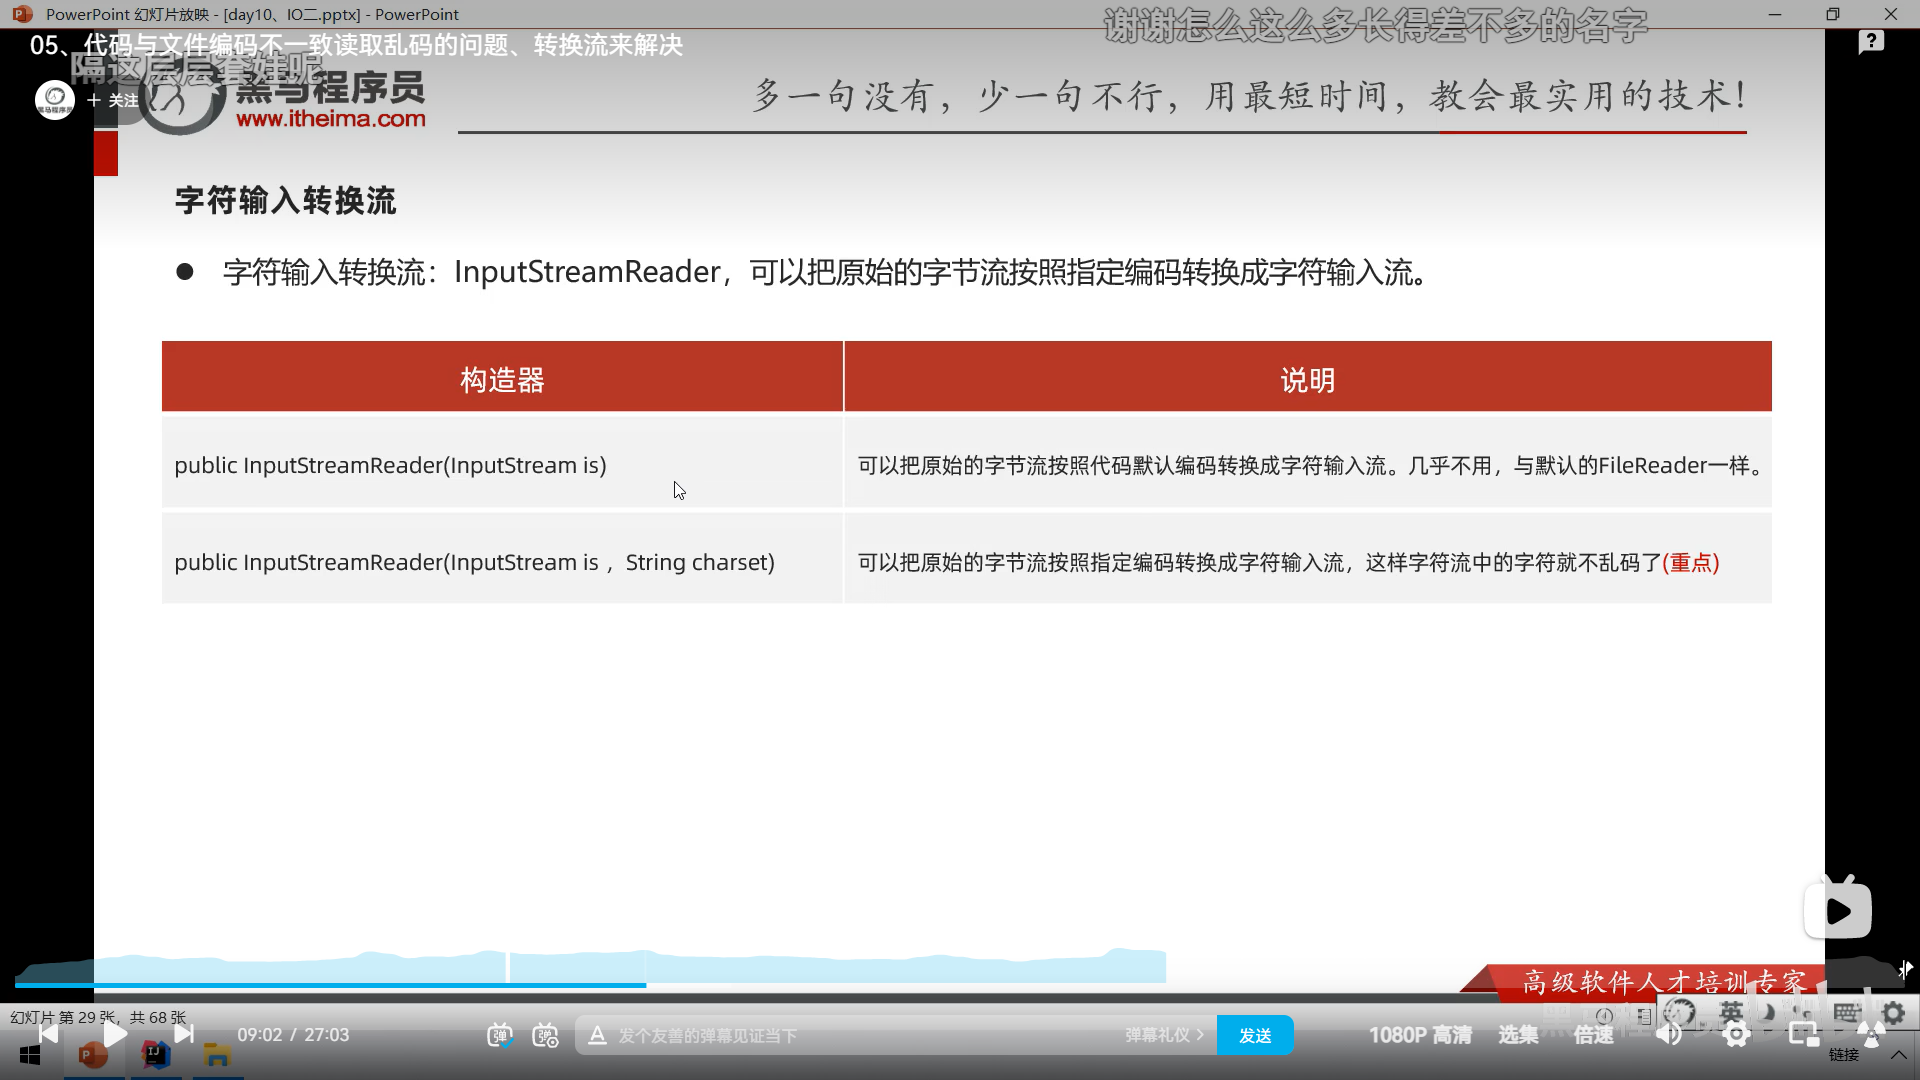 PowerPoint 幻灯片放映 - [day10、IO二.pptx] - PowerPoint
谢谢怎么这么多长得差不多的名字
05、代码与文件编码不一致读取乱码的问题、转换流来解决
隔这层层套娃呢
+ 关注
黑马程序员
www.itheima.com
多一句没有，少一句不行，用最短时间，教会最实用的技术！
字符输入转换流
● 字符输入转换流：InputStreamReader，可以把原始的字节流按照指定编码转换成字符输入流。
构造器 说明
public InputStreamReader(InputStream is) 可以把原始的字节流按照代码默认编码转换成字符输入流。几乎不用，与默认的FileReader一样。
public InputStreamReader(InputStream is ，String charset) 可以把原始的字节流按照指定编码转换成字符输入流，这样字符流中的字符就不乱码了(重点)
高级软件人才培训专家
幻灯片 第 29 张，共 68 张
英
09:02 / 27:03
弹
弹
A 发个友善的弹幕见证当下
弹幕礼仪 >
发送
1080P 高清
选集
倍速
链接